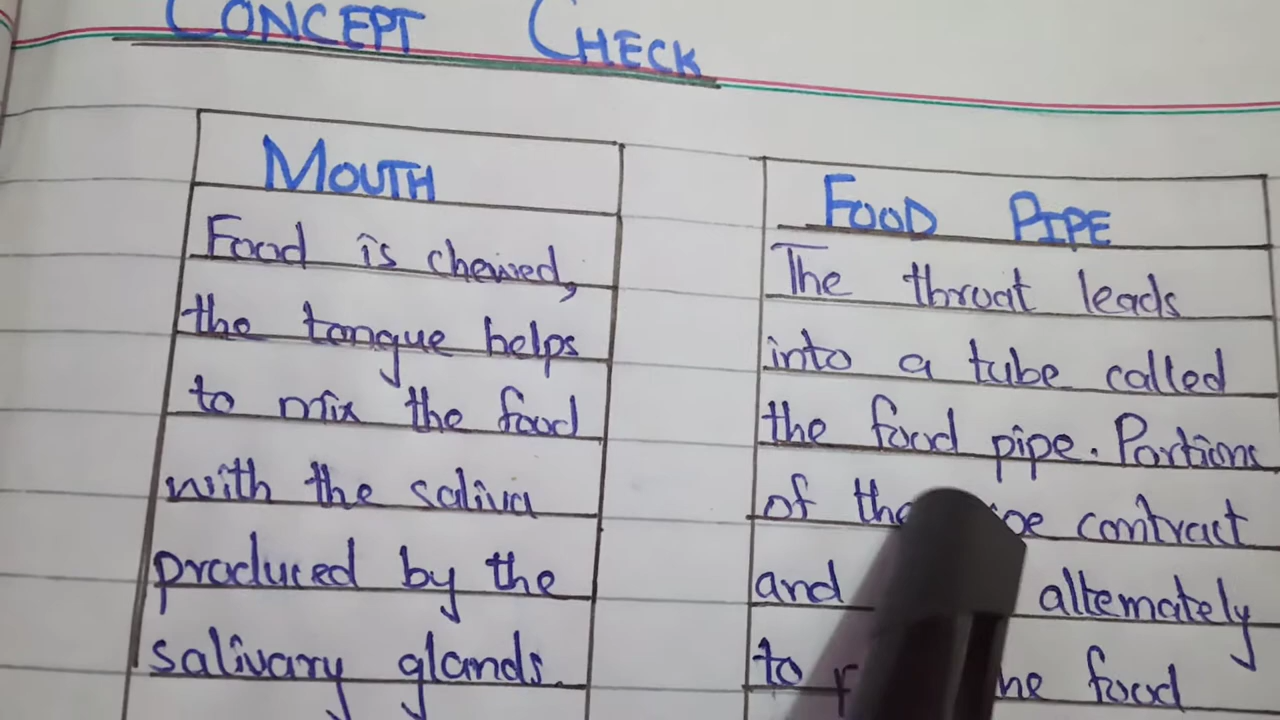 CONCEPT CHECK
MOUTH
Food is chewed,
the tongue helps
to mix the food
with the saliva
produced by the
salivary glands.
FOOD PIPE
The throat leads
into a tube called
the food pipe. Portions
of the contract
and alternately
to food